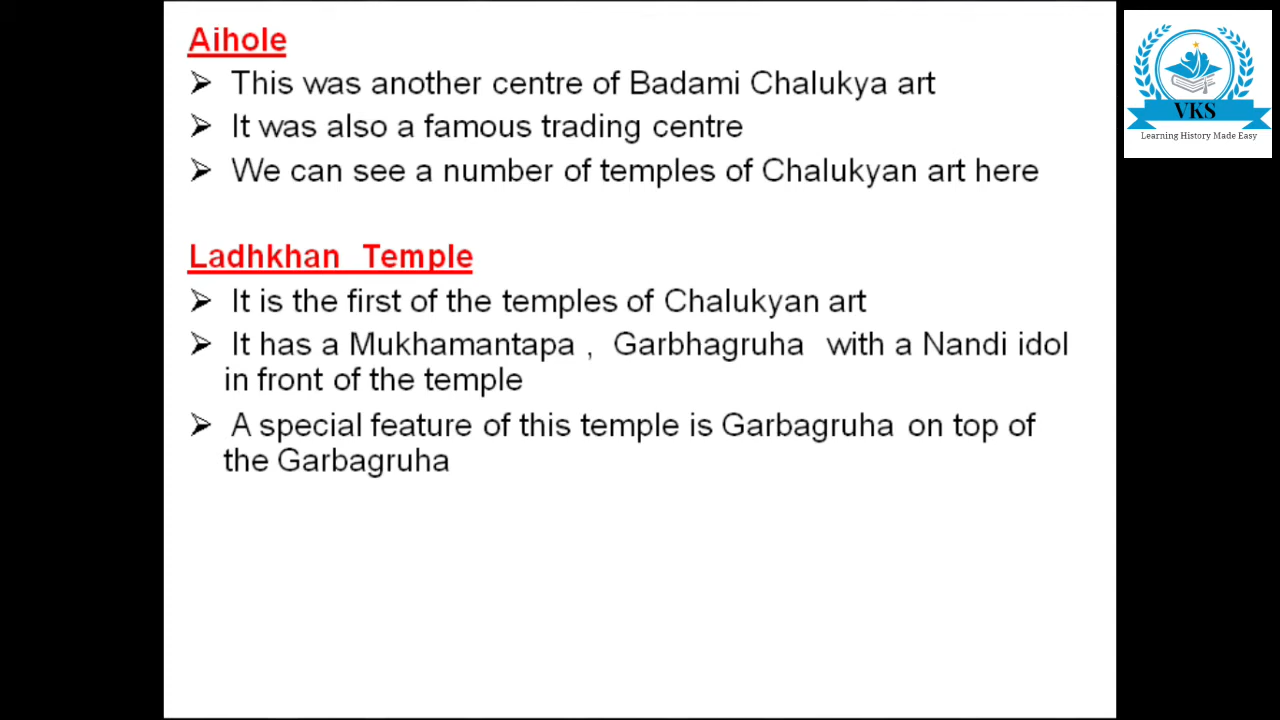 Aihole
➢ This was another centre of Badami Chalukya art
➢ It was also a famous trading centre
➢ We can see a number of temples of Chalukyan art here
Ladhkhan Temple
➢ It is the first of the temples of Chalukyan art
➢ It has a Mukhamantapa , Garbhagruha with a Nandi idol
in front of the temple
➢ A special feature of this temple is Garbagruha on top of
the Garbagruha
VKS
Learning History Made Easy